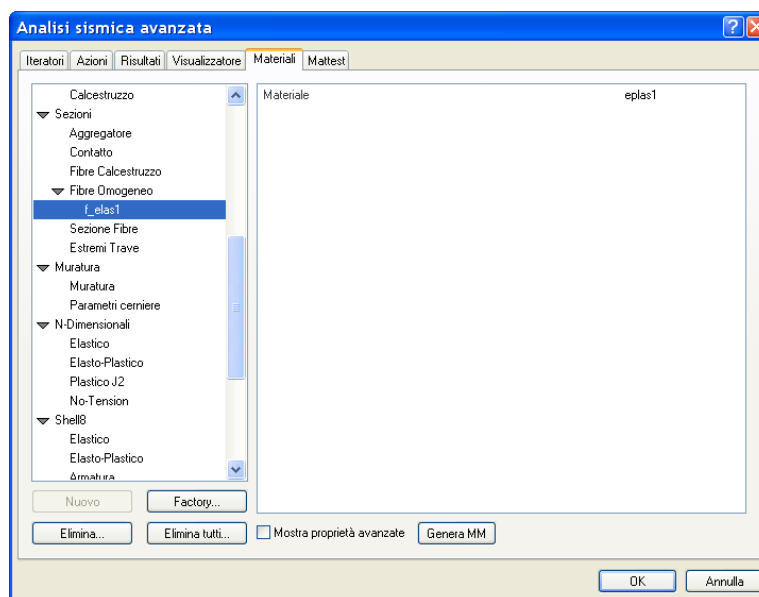 Analisi sismica avanzata
Iteratori Azioni Risultati Visualizzatore Materiali Mattest
Calcestruzzo
Sezioni
Aggregatore
Contatto
Fibre Calcestruzzo
Fibre Omogeneo
f_elas1
Sezione Fibre
Estremi Trave
Muratura
Muratura
Parametri cerniere
N-Dimensionali
Elastico
Elasto-Plastico
Plastico J2
No-Tension
Shell8
Elastico
Elasto-Plastico
Armatura
Materiale eplas1
Nuovo Factory...
Elimina... Elimina tutti... Mostra proprietà avanzate Genera MM
OK Annulla